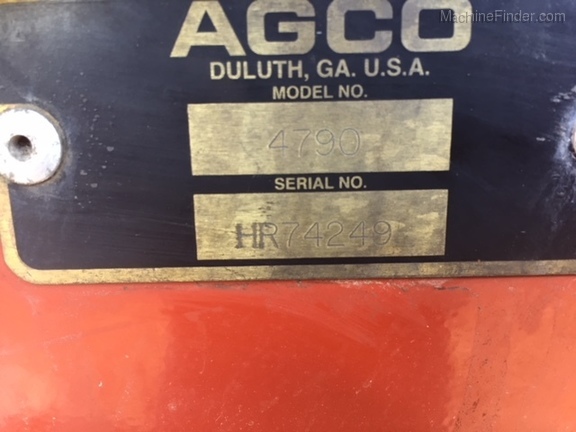 MachineFinder.com
AGCO
DULUTH, GA. U.S.A.
MODEL NO.
4790
SERIAL NO.
HR74249